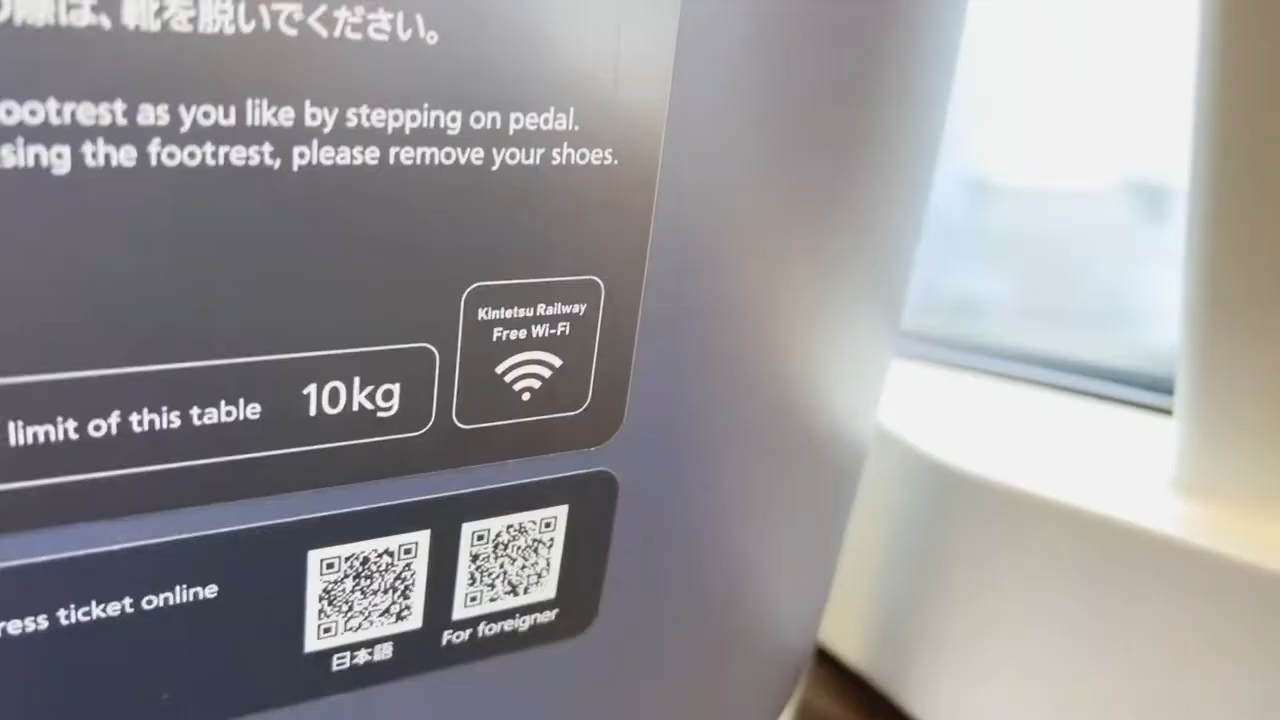 は、靴を脱いでください。
ootrest as you like by stepping on pedal.
sing the footrest, please remove your shoes.
Kintetsu Railway
Free Wi-Fi
limit of this table 10kg
ress ticket online
日本語
For foreigner